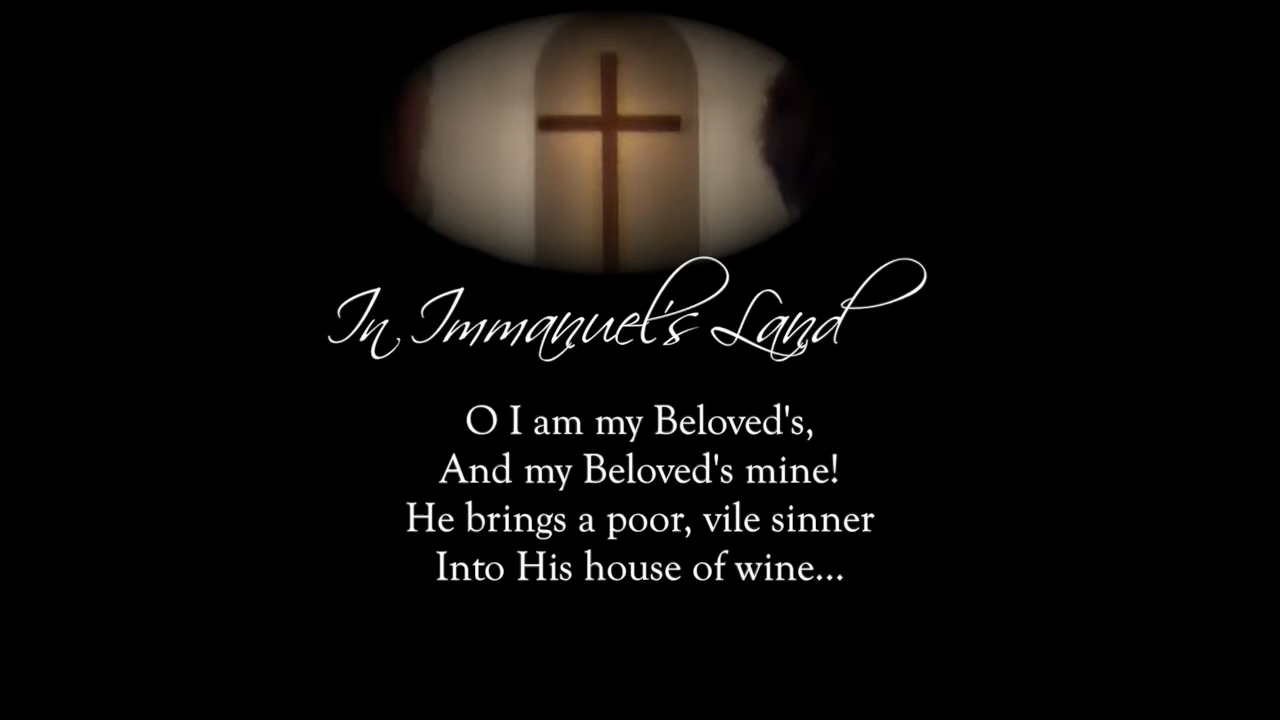 In Immanuel's Land
O I am my Beloved's,
And my Beloved's mine!
He brings a poor, vile sinner
Into His house of wine...